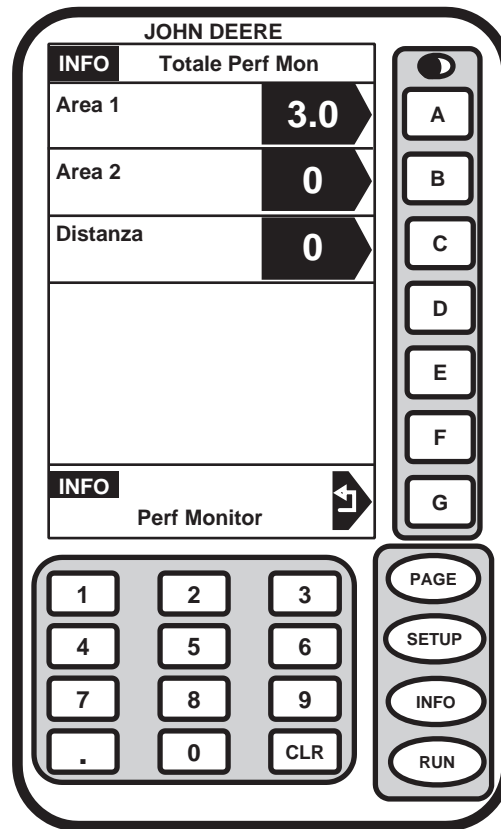 JOHN DEERE
INFO Totale Perf Mon
Area 1 3.0
Area 2 0
Distanza 0
INFO
Perf Monitor
A
B
C
D
E
F
G
1 2 3
4 5 6
7 8 9
. 0 CLR
PAGE
SETUP
INFO
RUN